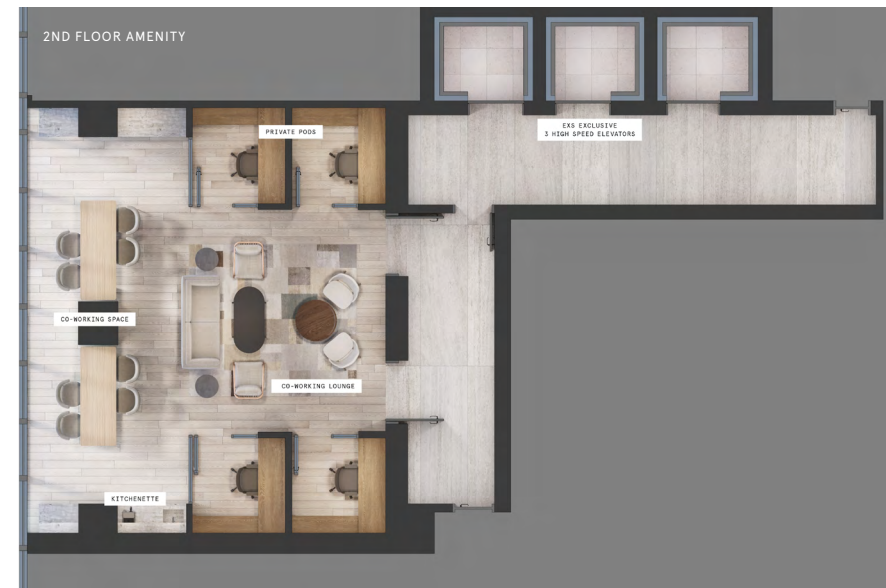 2ND FLOOR AMENITY
PRIVATE PODS
EXS EXCLUSIVE
3 HIGH SPEED ELEVATORS
CO-WORKING SPACE
CO-WORKING LOUNGE
KITCHENETTE